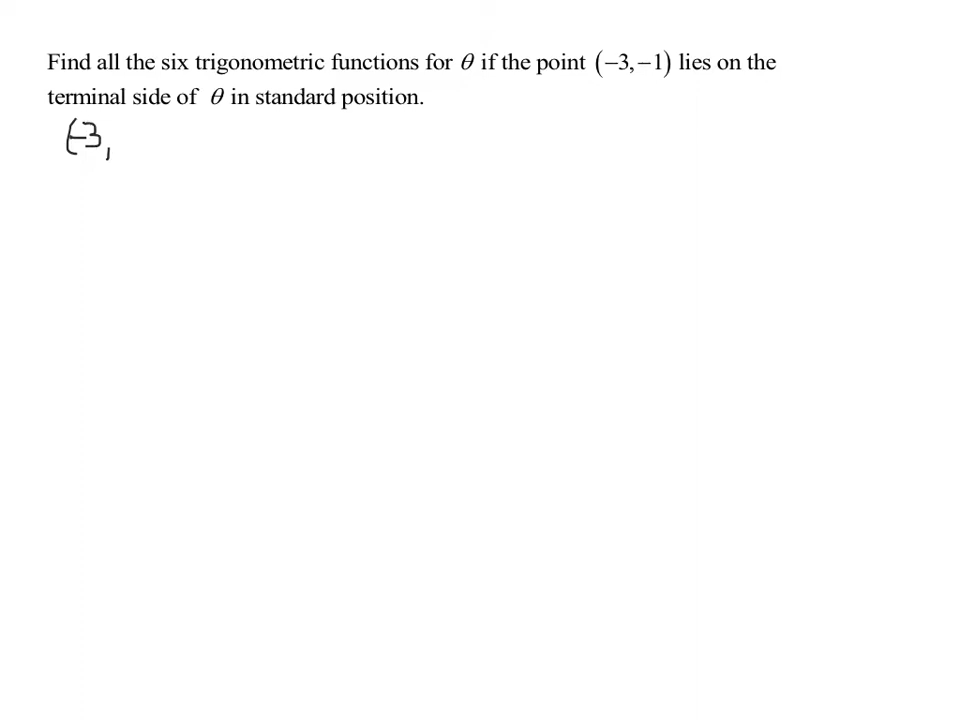 Find all the six trigonometric functions for θ if the point (−3,−1) lies on the
terminal side of θ in standard position.
(-3,